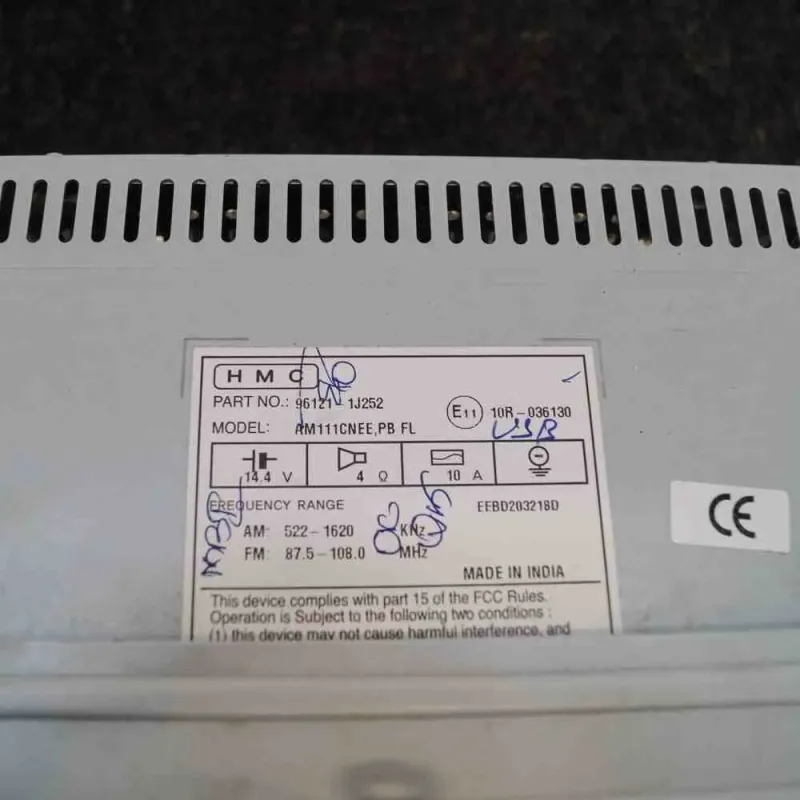 HMC
PART NO.: 96121-1J252
E11 10R-036130
MODEL: AM111CNEE,PB FL
USB
14.4 V 4 Ω 10 A
FREQUENCY RANGE EEBD203218D
AM: 522-1620 KHz
FM: 87.5-108.0 MHz
CE
MADE IN INDIA
This device complies with part 15 of the FCC Rules.
Operation is Subject to the following two conditions :
(1) this device may not cause harmful interference, and